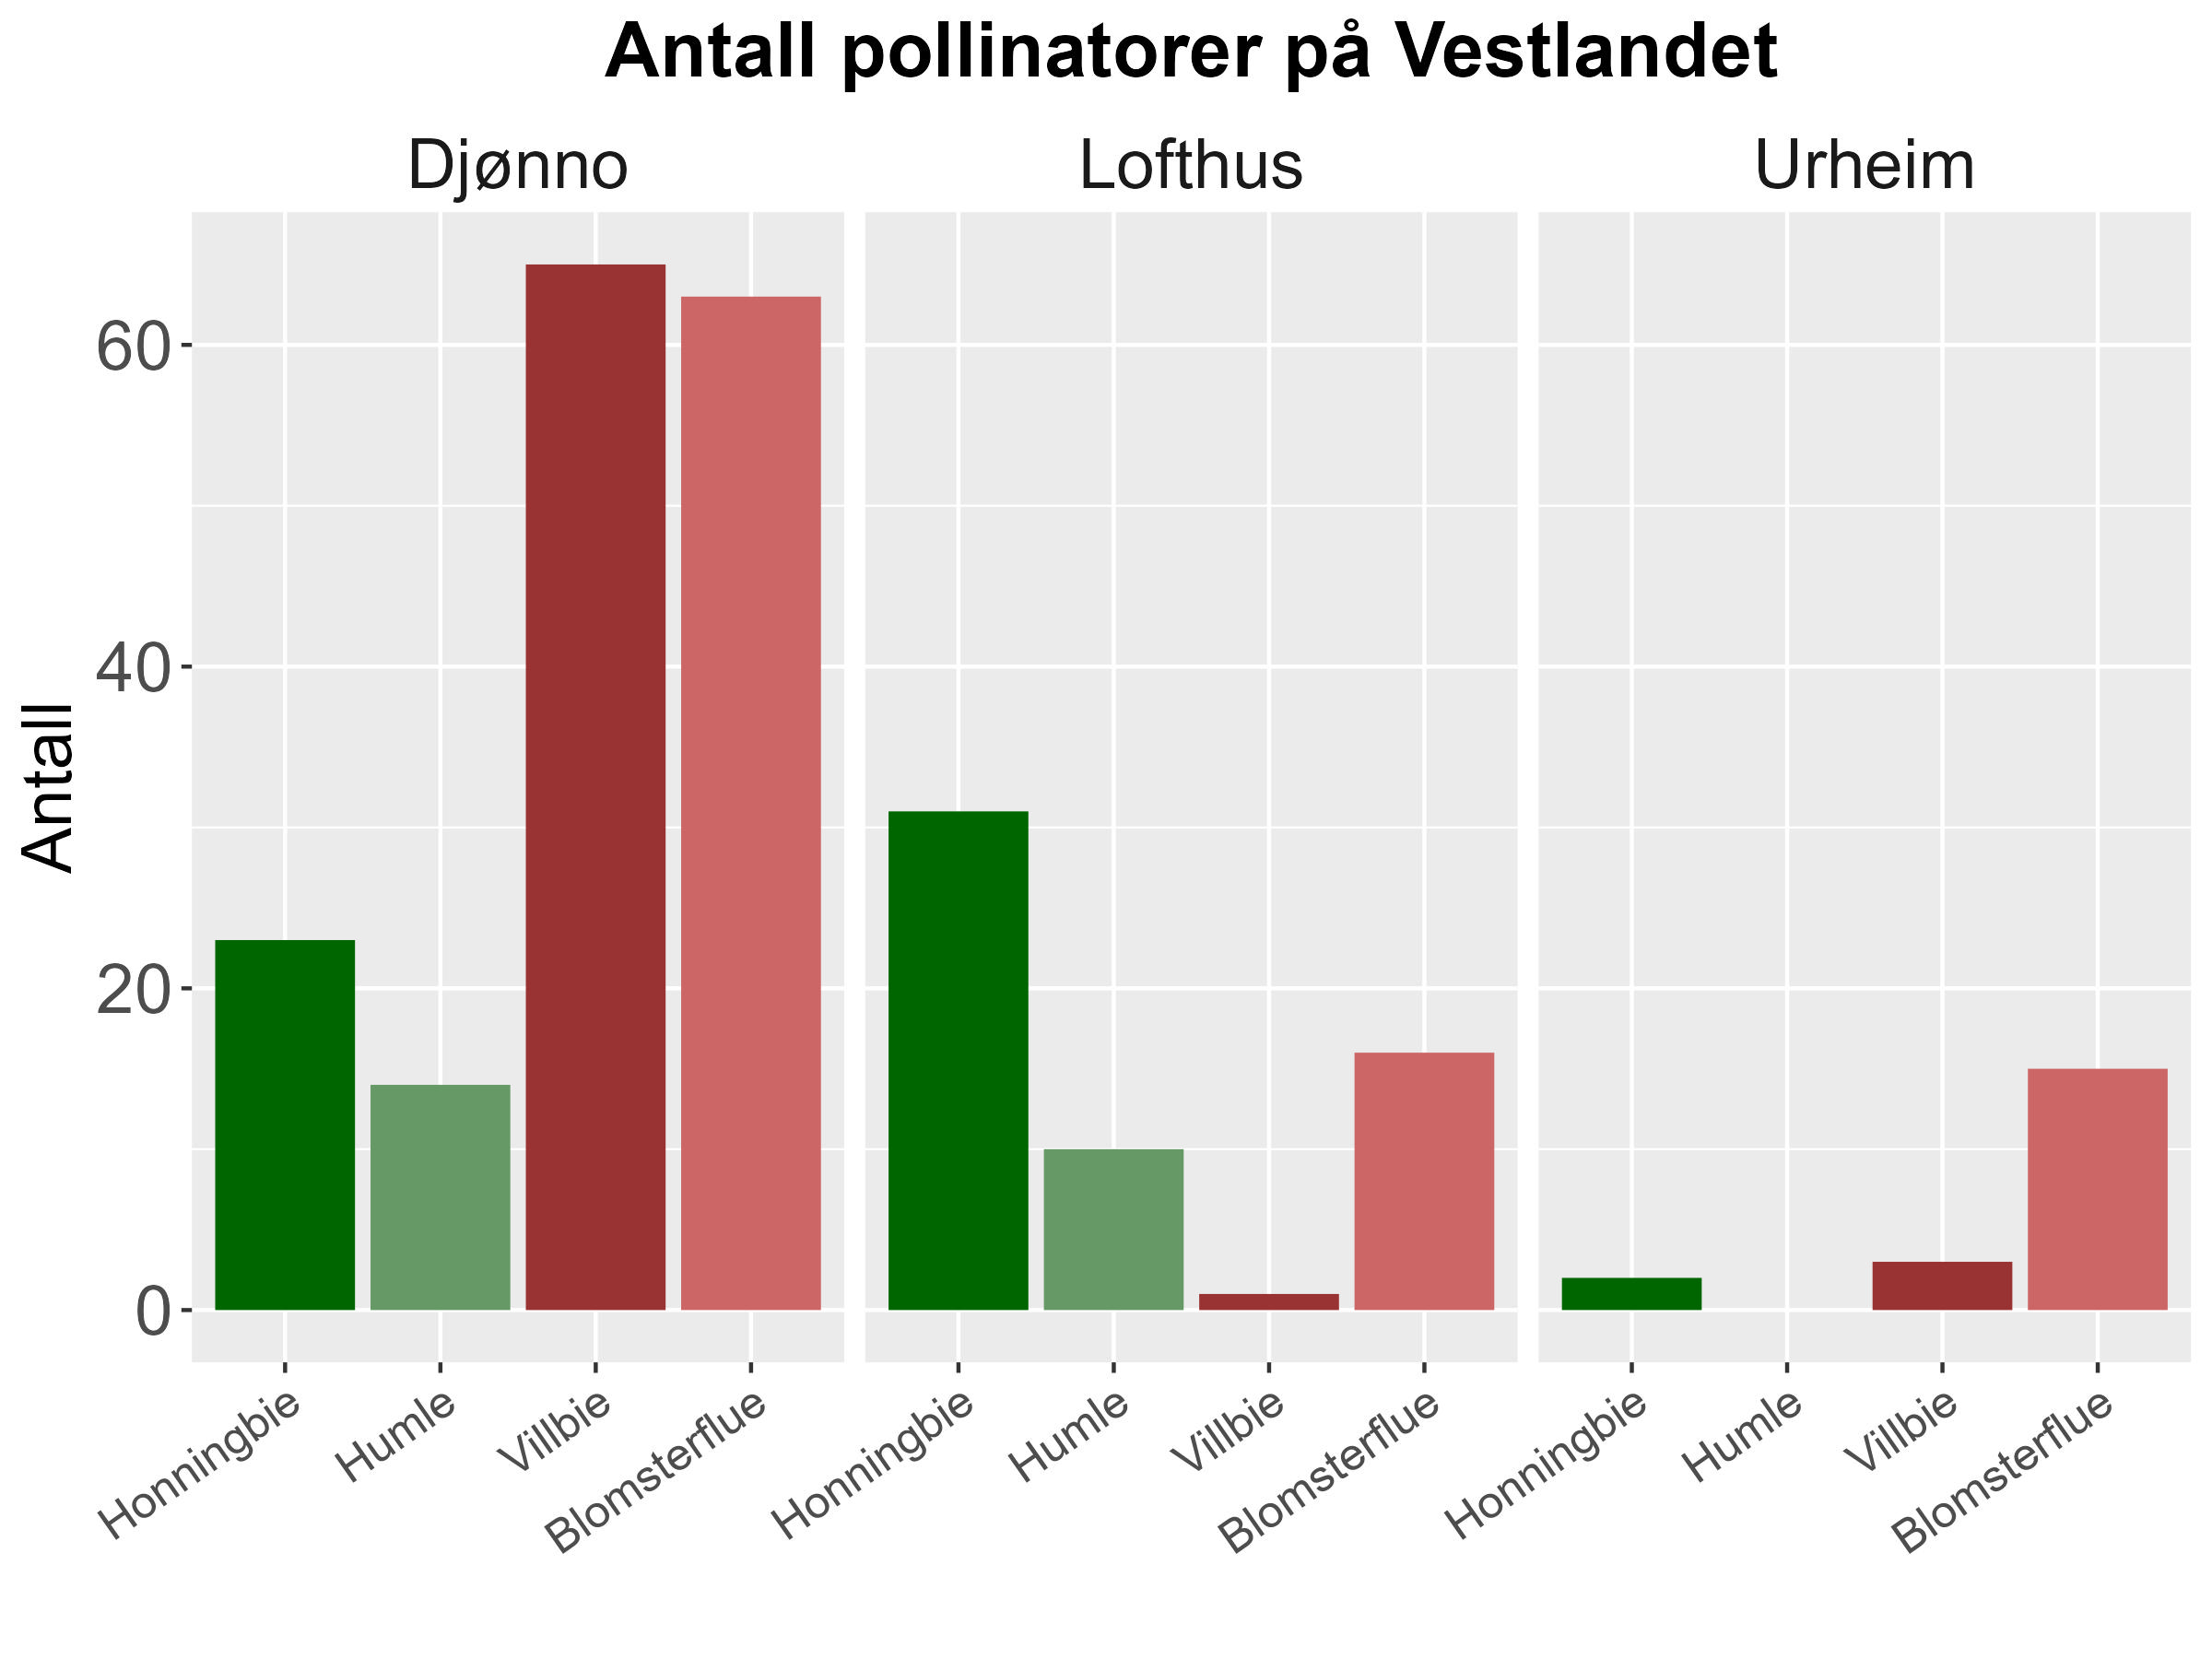 Antall pollinatorer på Vestlandet
Djønno
Lofthus
Urheim
Antall
60
40
20
0
Honningbie
Humle
Villbie
Blomsterflue
Honningbie
Humle
Villbie
Blomsterflue
Honningbie
Humle
Villbie
Blomsterflue